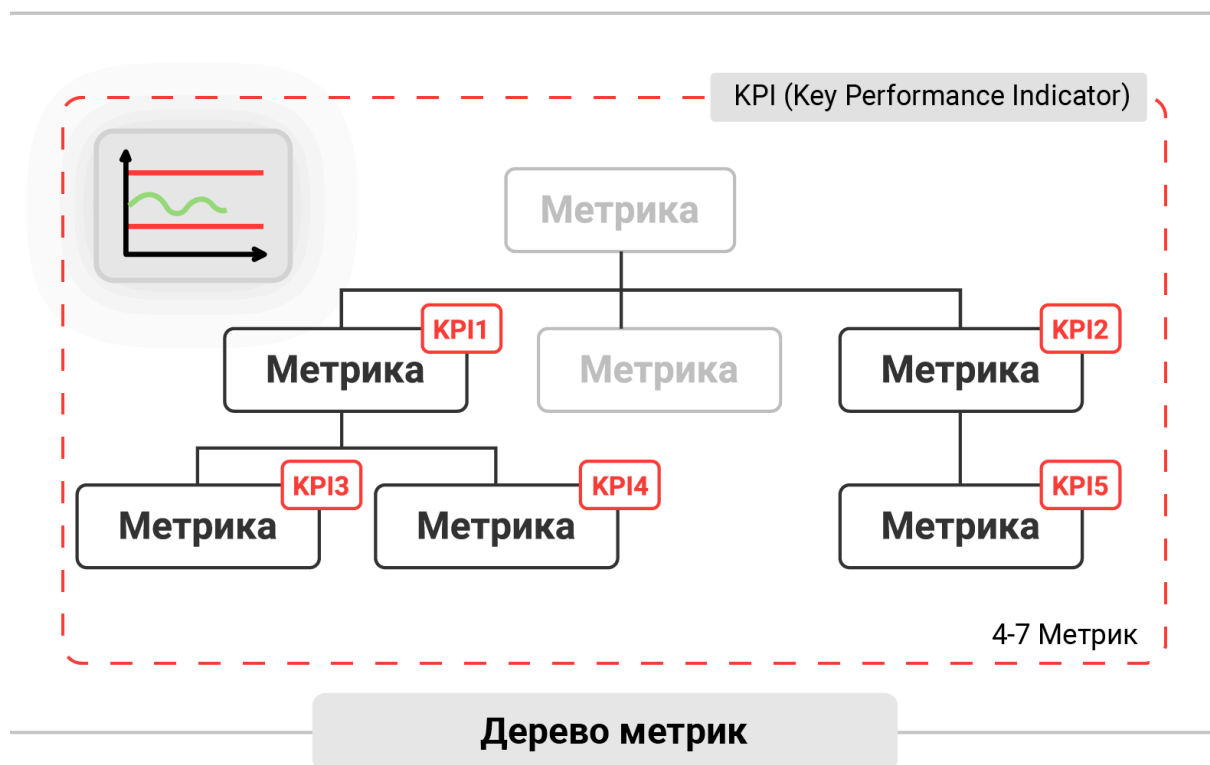 KPI (Key Performance Indicator)
Метрика
KPI1
Метрика
Метрика
KPI2
Метрика
KPI3
Метрика
KPI4
Метрика
KPI5
Метрика
4-7 Метрик
Дерево метрик